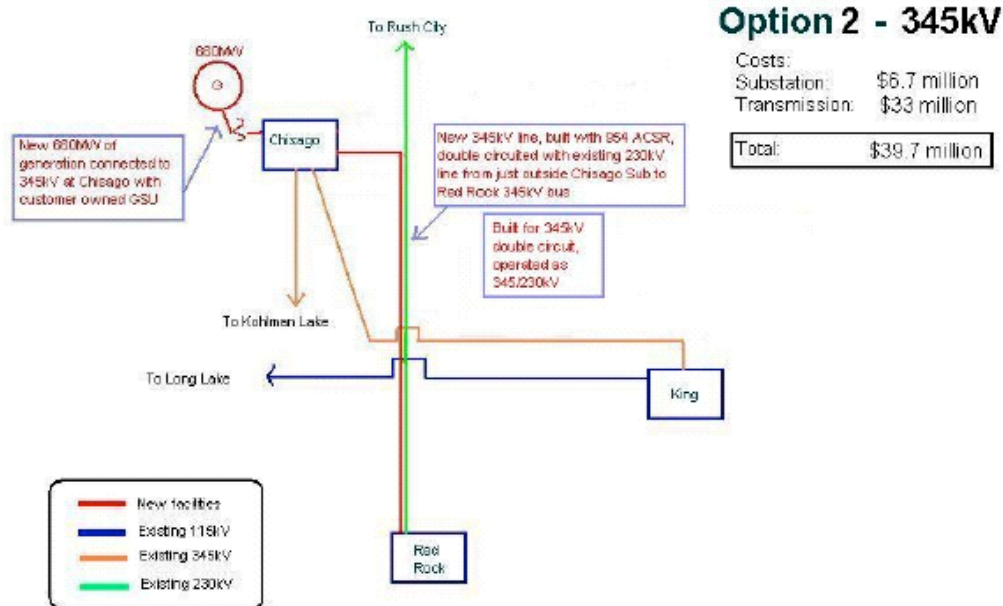 Option 2 - 345kV
Costs:
Substation: $6.7 million
Transmission: $33 million
Total: $39.7 million
To Rush City
660MW
Chisago
New 660MW of
generation connected to
345kV at Chisago with
customer owned GSU
New 345kV line, built with 954 ACSR,
double circuited with existing 230kV
line from just outside Chisago Sub to
Red Rock 345kV bus
Built for 345kV
double circuit,
operated as
345/230kV
To Kohlman Lake
To Long Lake
King
New facilities
Existing 115kV
Existing 345kV
Existing 230kV
Red
Rock